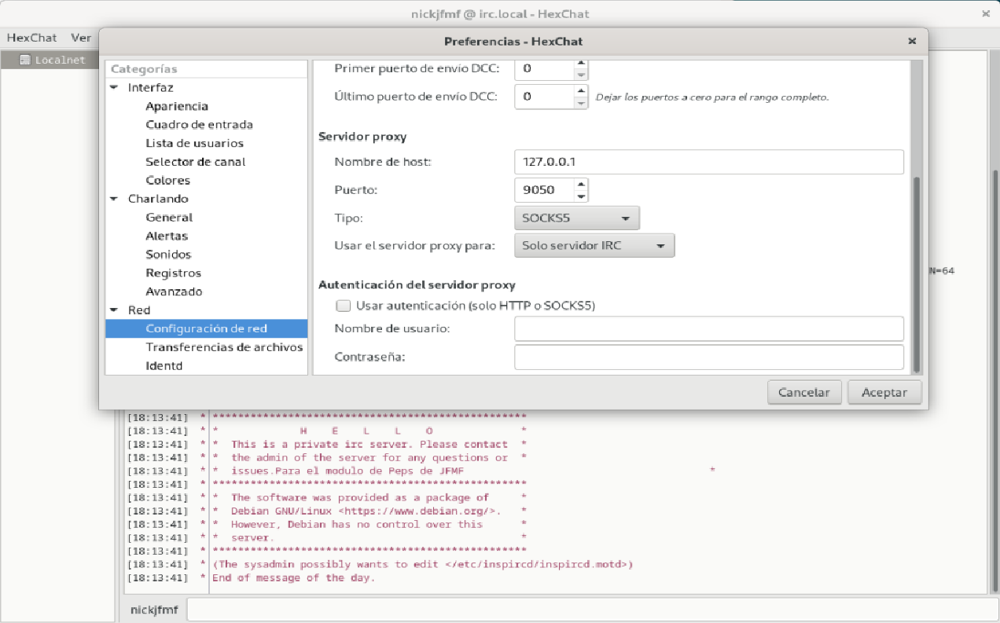 nickjfmf @ irc.local - HexChat
HexChat Ver
Localnet
Preferencias - HexChat
Categorías
Interfaz
Apariencia
Cuadro de entrada
Lista de usuarios
Selector de canal
Colores
Charlando
General
Alertas
Sonidos
Registros
Avanzado
Red
Configuración de red
Transferencias de archivos
Identd
Primer puerto de envío DCC: 0
Último puerto de envío DCC: 0 Dejar los puertos a cero para el rango completo.
Servidor proxy
Nombre de host: 127.0.0.1
Puerto: 9050
Tipo: SOCKS5
Usar el servidor proxy para: Solo servidor IRC
Autenticación del servidor proxy
Usar autenticación (solo HTTP o SOCKS5)
Nombre de usuario:
Contraseña:
Cancelar Aceptar
N=64
[18:13:41] * **************************************************
[18:13:41] * * H E L L O *
[18:13:41] * * This is a private irc server. Please contact *
[18:13:41] * * the admin of the server for any questions or *
[18:13:41] * * issues.Para el modulo de Peps de JFMF *
[18:13:41] * **************************************************
[18:13:41] * * The software was provided as a package of *
[18:13:41] * * Debian GNU/Linux <https://www.debian.org/>. *
[18:13:41] * * However, Debian has no control over this *
[18:13:41] * * server. *
[18:13:41] * **************************************************
[18:13:41] * (The sysadmin possibly wants to edit </etc/inspircd/inspircd.motd>)
[18:13:41] * End of message of the day.
nickjfmf